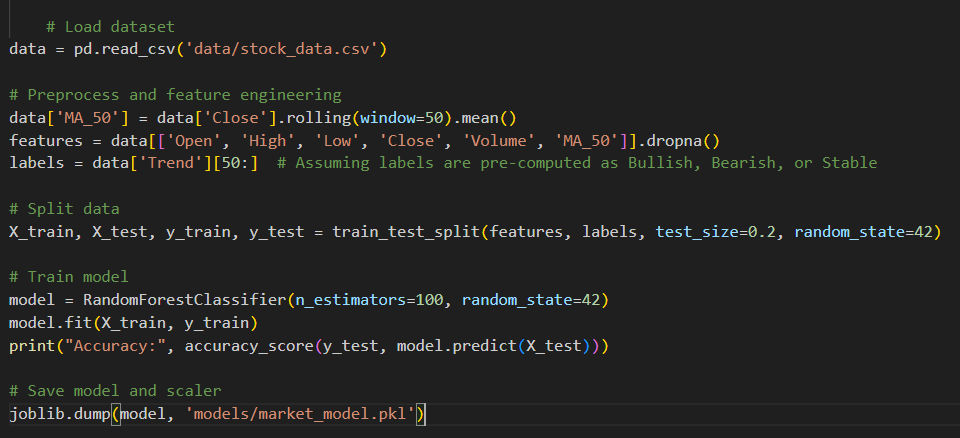 # Load dataset
data = pd.read_csv('data/stock_data.csv')
# Preprocess and feature engineering
data['MA_50'] = data['Close'].rolling(window=50).mean()
features = data[['Open', 'High', 'Low', 'Close', 'Volume', 'MA_50']].dropna()
labels = data['Trend'][50:]  # Assuming labels are pre-computed as Bullish, Bearish, or Stable
# Split data
X_train, X_test, y_train, y_test = train_test_split(features, labels, test_size=0.2, random_state=42)
# Train model
model = RandomForestClassifier(n_estimators=100, random_state=42)
model.fit(X_train, y_train)
print("Accuracy:", accuracy_score(y_test, model.predict(X_test)))
# Save model and scaler
joblib.dump(model, 'models/market_model.pkl')